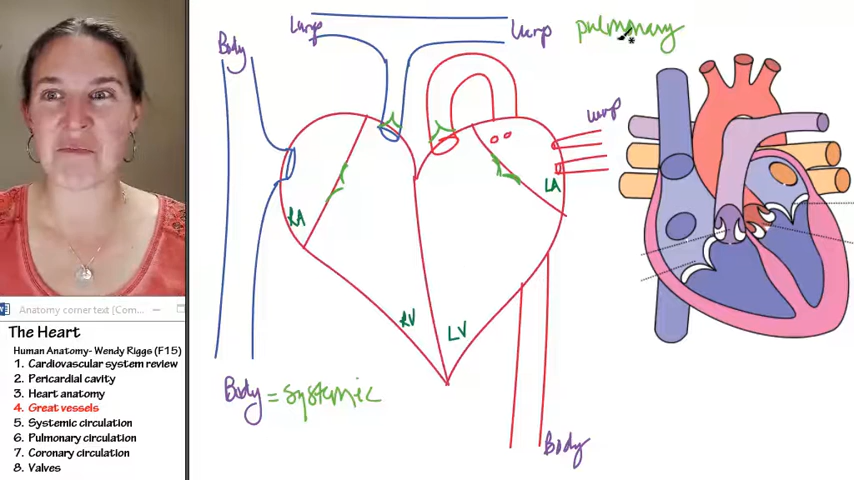 Body
Lung
Lung
pulmonary
Lung
RA
LA
RV
LV
Body = systemic
Body
Anatomy corner text [Com...
The Heart
Human Anatomy- Wendy Riggs (F15)
1. Cardiovascular system review
2. Pericardial cavity
3. Heart anatomy
4. Great vessels
5. Systemic circulation
6. Pulmonary circulation
7. Coronary circulation
8. Valves